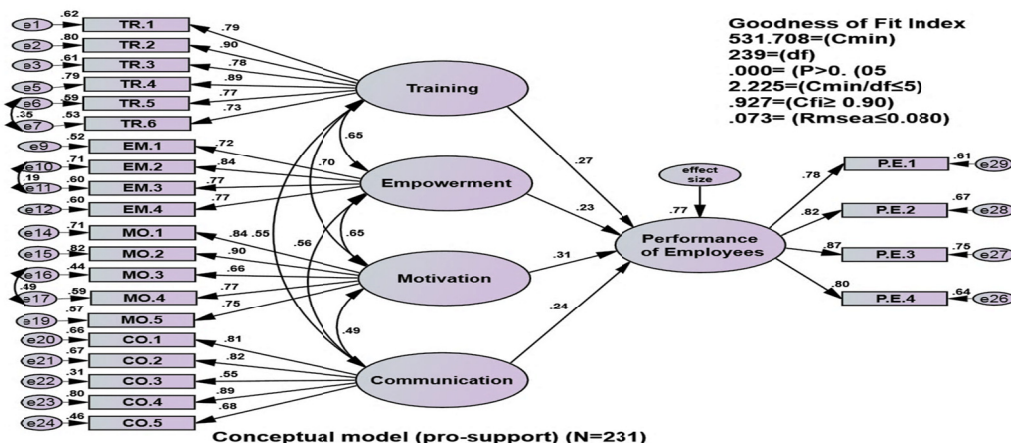 Goodness of Fit Index
531.708=(Cmin)
239=(df)
.000= (P>0. (05
2.225=(Cmin/df≤5)
.927=(Cfi≥ 0.90)
.073= (Rmsea≤0.080)
e1 .62 TR.1 .79
e2 .80 TR.2 .90
e3 .61 TR.3 .78
e5 .79 TR.4 .89
e6 .59 TR.5 .77
.35
e7 .53 TR.6 .73
Training
e9 .52 EM.1 .72
e10 .71 EM.2 .84
.19
e11 .60 EM.3 .77
e12 .60 EM.4 .77
Empowerment
e14 .71 MO.1 .84
e15 .82 MO.2 .90
e16 .44 MO.3 .66
.49
e17 .59 MO.4 .77
e19 .57 MO.5 .75
Motivation
e20 .66 CO.1 .81
e21 .67 CO.2 .82
e22 .31 CO.3 .55
e23 .80 CO.4 .89
e24 .46 CO.5 .68
Communication
.65
.70
.55
.56
.65
.49
.27
.23
.31
.24
effect
size
.77
Performance
of Employees
.78 P.E.1 .61 e29
.82 P.E.2 .67 e28
.87 P.E.3 .75 e27
.80 P.E.4 .64 e26
Conceptual model (pro-support) (N=231)